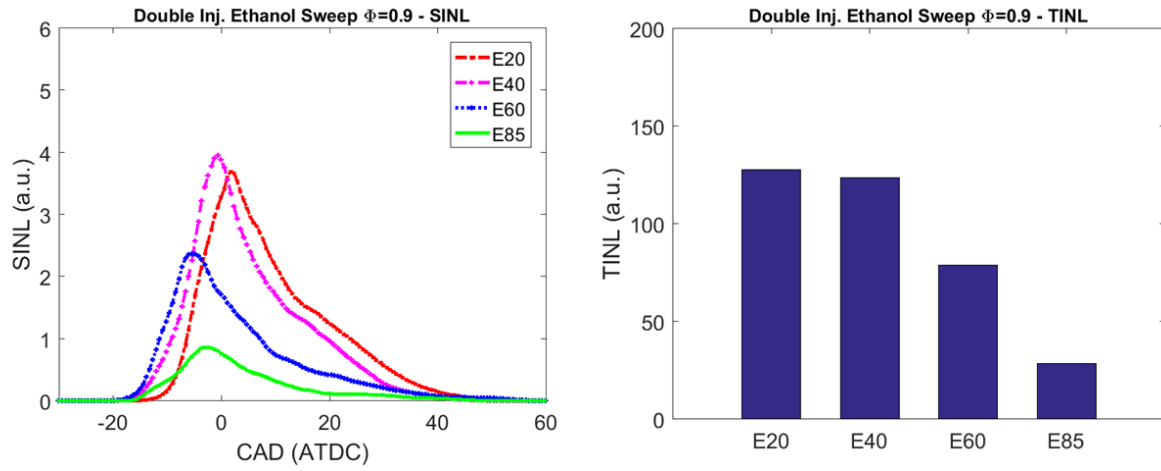 Double Inj. Ethanol Sweep Φ=0.9 - SINL
6
5
4
3
2
1
0
SINL (a.u.)
-20
0
20
40
60
CAD (ATDC)
E20
E40
E60
E85
Double Inj. Ethanol Sweep Φ=0.9 - TINL
200
150
100
50
0
TINL (a.u.)
E20 E40 E60 E85